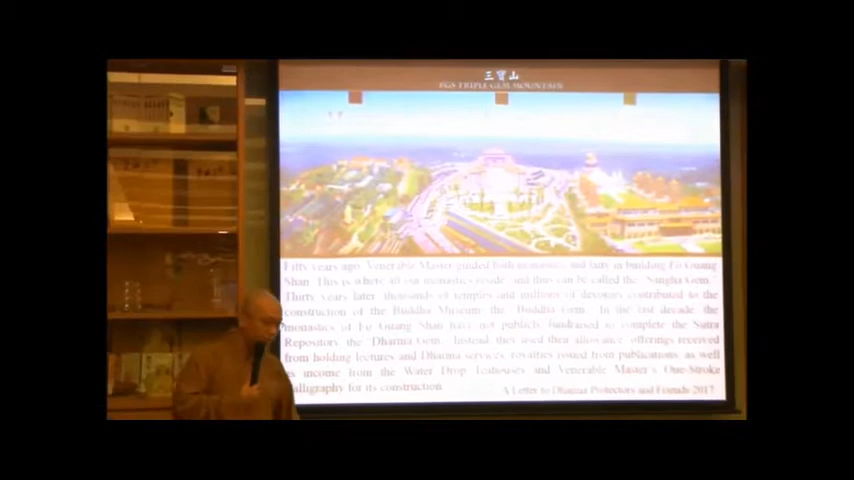 三寶山
FGS TRIPLE GEM MOUNTAIN
Fifty years ago, Venerable Master guided both monastics and laity in building Fo Guang
Shan. This is where all our monastics reside and thus can be called the "Sangha Gem."
Thirty years later, thousands of temples and millions of devotees contributed to the
construction of the Buddha Museum, the "Buddha Gem." In the last decade, the
monastics of Fo Guang Shan have not publicly fundraised to complete the Sutra
Repository, the "Dharma Gem." Instead, they used their allowance, offerings received
from holding lectures and Dharma services, royalties issued from publications, as well
as income from the Water Drop Teahouses and Venerable Master's One-Stroke
Calligraphy for its construction.
A Letter to Dharma Protectors and Friends 2017